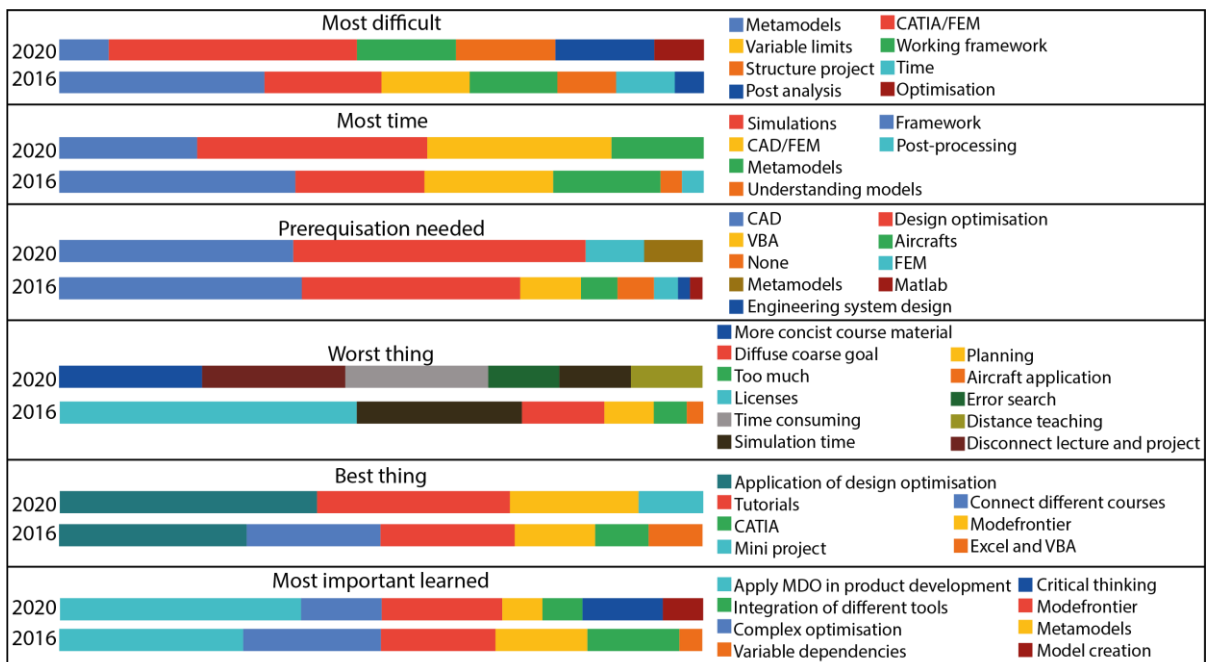 Most difficult
2020
2016
Metamodels
CATIA/FEM
Variable limits
Working framework
Structure project
Time
Post analysis
Optimisation
Most time
2020
2016
Simulations
Framework
CAD/FEM
Post-processing
Metamodels
Understanding models
Prerequisation needed
2020
2016
CAD
Design optimisation
VBA
Aircrafts
None
FEM
Metamodels
Matlab
Engineering system design
Worst thing
2020
2016
More concist course material
Diffuse coarse goal
Planning
Too much
Aircraft application
Licenses
Error search
Time consuming
Distance teaching
Simulation time
Disconnect lecture and project
Best thing
2020
2016
Application of design optimisation
Tutorials
Connect different courses
CATIA
Modefrontier
Mini project
Excel and VBA
Most important learned
2020
2016
Apply MDO in product development
Critical thinking
Integration of different tools
Modefrontier
Complex optimisation
Metamodels
Variable dependencies
Model creation